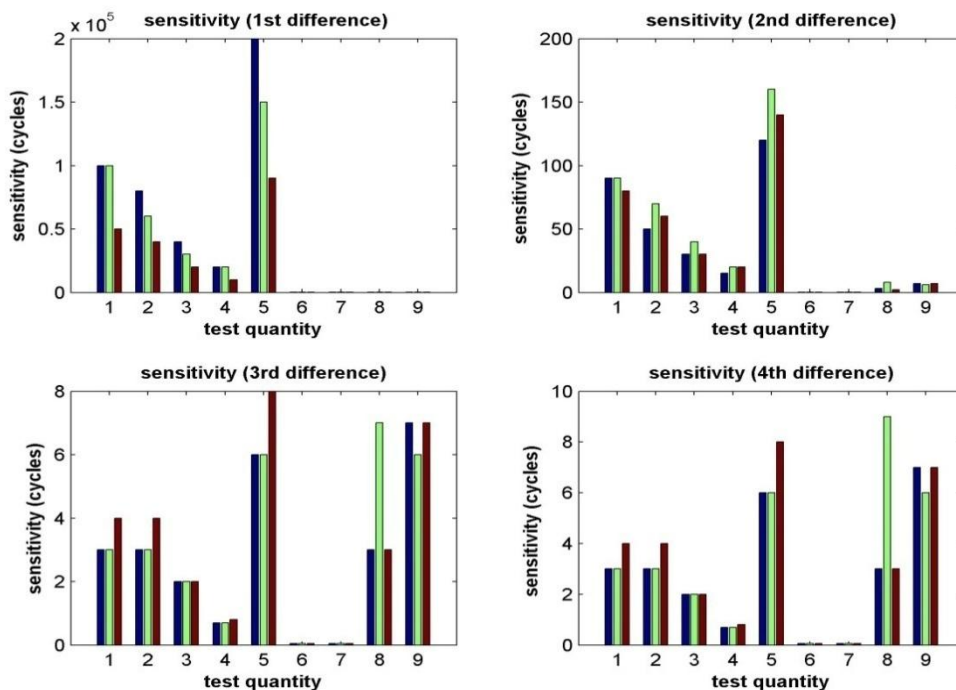 sensitivity (1st difference)
x 10^5
2
1.5
1
0.5
0
sensitivity (cycles)
1 2 3 4 5 6 7 8 9
test quantity
sensitivity (2nd difference)
200
150
100
50
0
sensitivity (cycles)
1 2 3 4 5 6 7 8 9
test quantity
sensitivity (3rd difference)
8
6
4
2
0
sensitivity (cycles)
1 2 3 4 5 6 7 8 9
test quantity
sensitivity (4th difference)
10
8
6
4
2
0
sensitivity (cycles)
1 2 3 4 5 6 7 8 9
test quantity